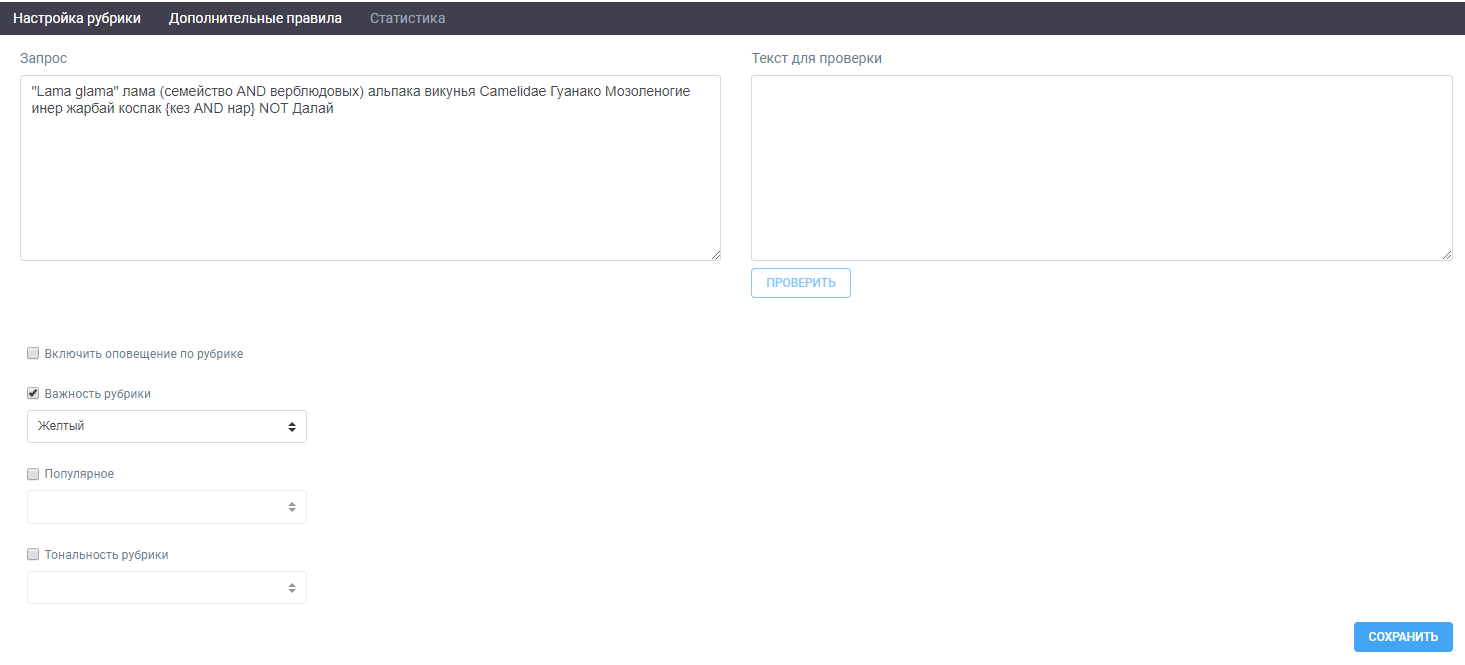 Настройка рубрики Дополнительные правила Статистика
Запрос
"Lama glama" лама (семейство AND верблюдовых) альпака викунья Camelidae Гуанако Мозоленогие
инер жарбай коспак {кез AND нар} NOT Далай
Текст для проверки
ПРОВЕРИТЬ
Включить оповещение по рубрике
Важность рубрики
Желтый
Популярное
Тональность рубрики
СОХРАНИТЬ